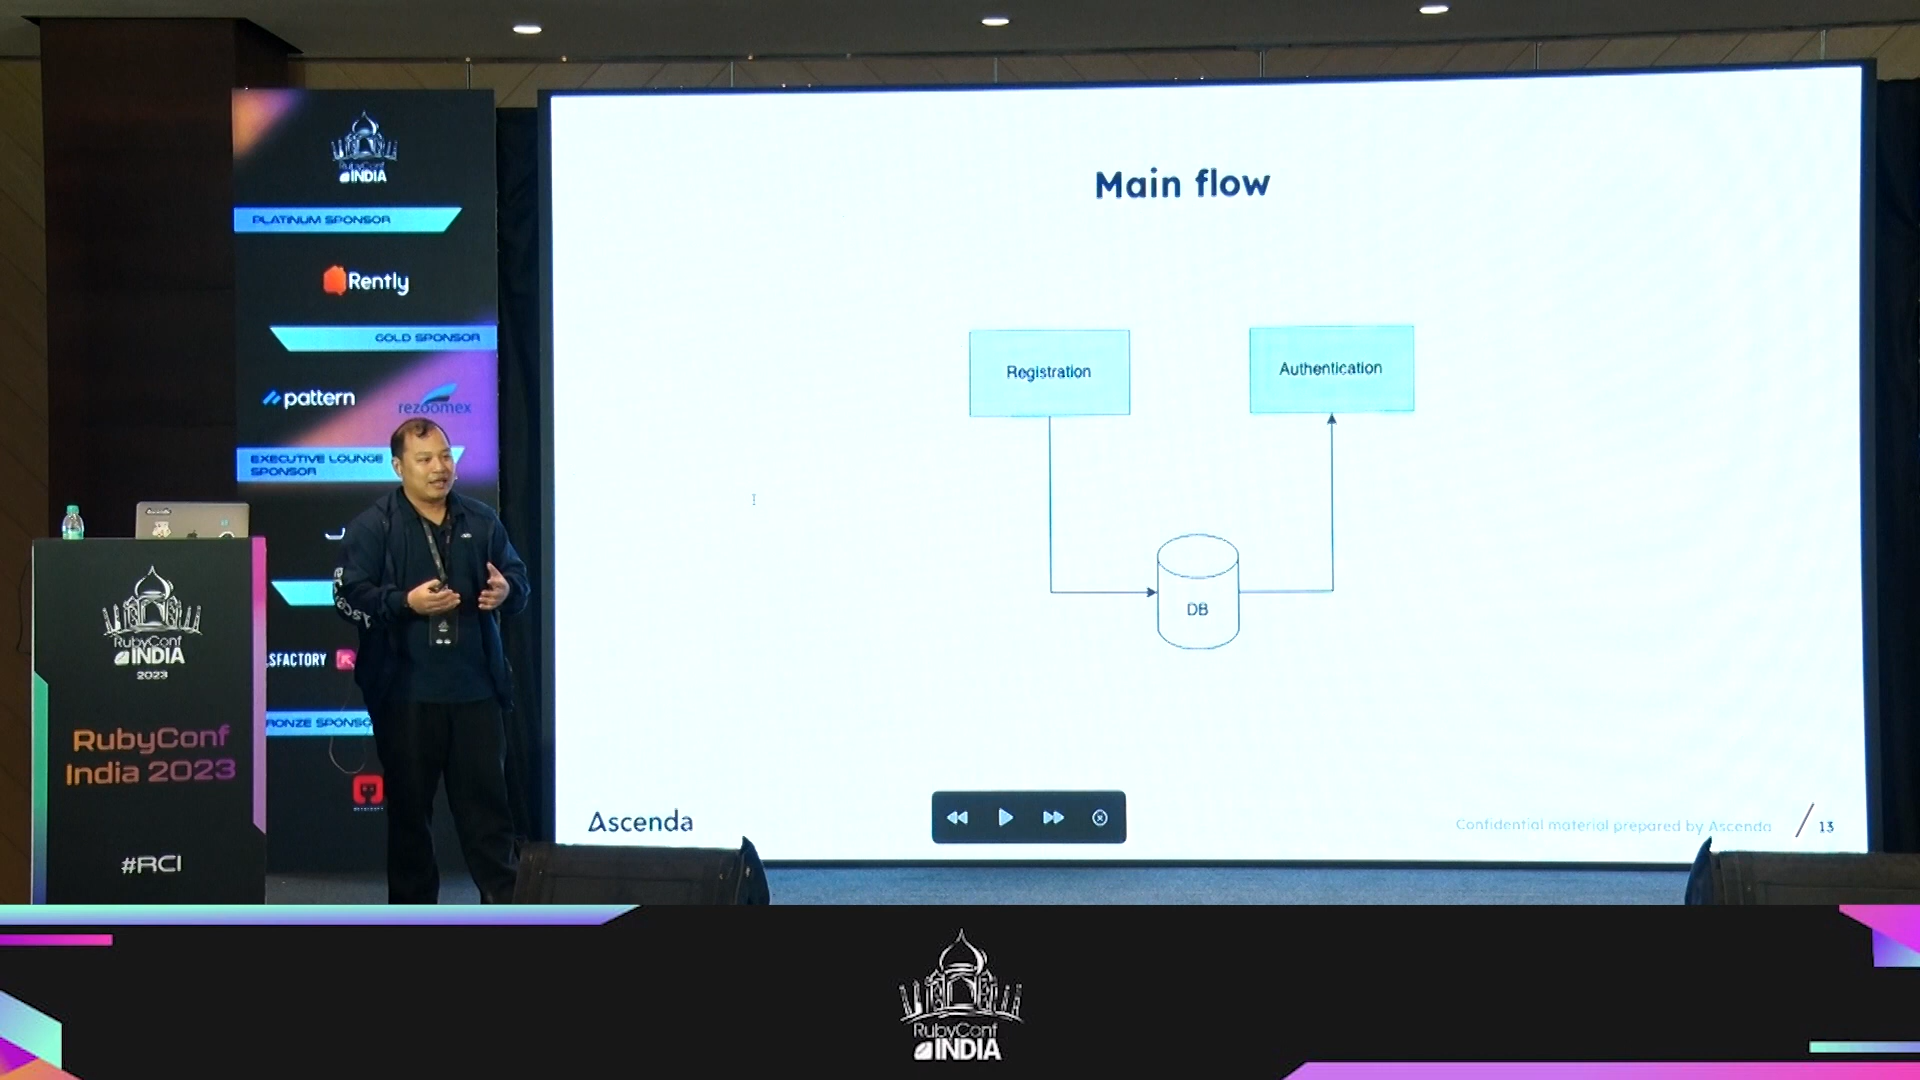 RubyConf
INDIA
PLATINUM SPONSOR
Rently
GOLD SPONSOR
pattern
rezoomex
EXECUTIVE LOUNGE
SPONSOR
Ascenda
RubyConf
INDIA
2023
RubyConf
India 2023
#RCI
Main flow
Registration
Authentication
DB
Ascenda
Confidential material prepared by Ascenda
13
RubyConf
INDIA